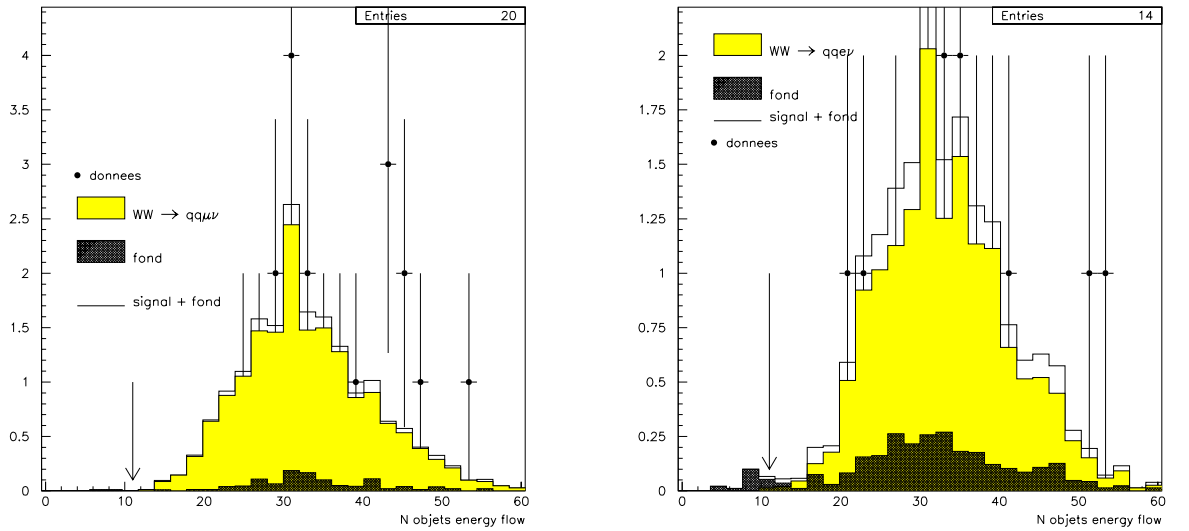 Entries 20
4
3.5
3
2.5
2
1.5
1
0.5
0
donnees
WW → qqμν
fond
signal + fond
0 10 20 30 40 50 60
N objets energy flow
Entries 14
2
1.75
1.5
1.25
1
0.75
0.5
0.25
0
WW → qqeν
fond
signal + fond
donnees
0 10 20 30 40 50 60
N objets energy flow